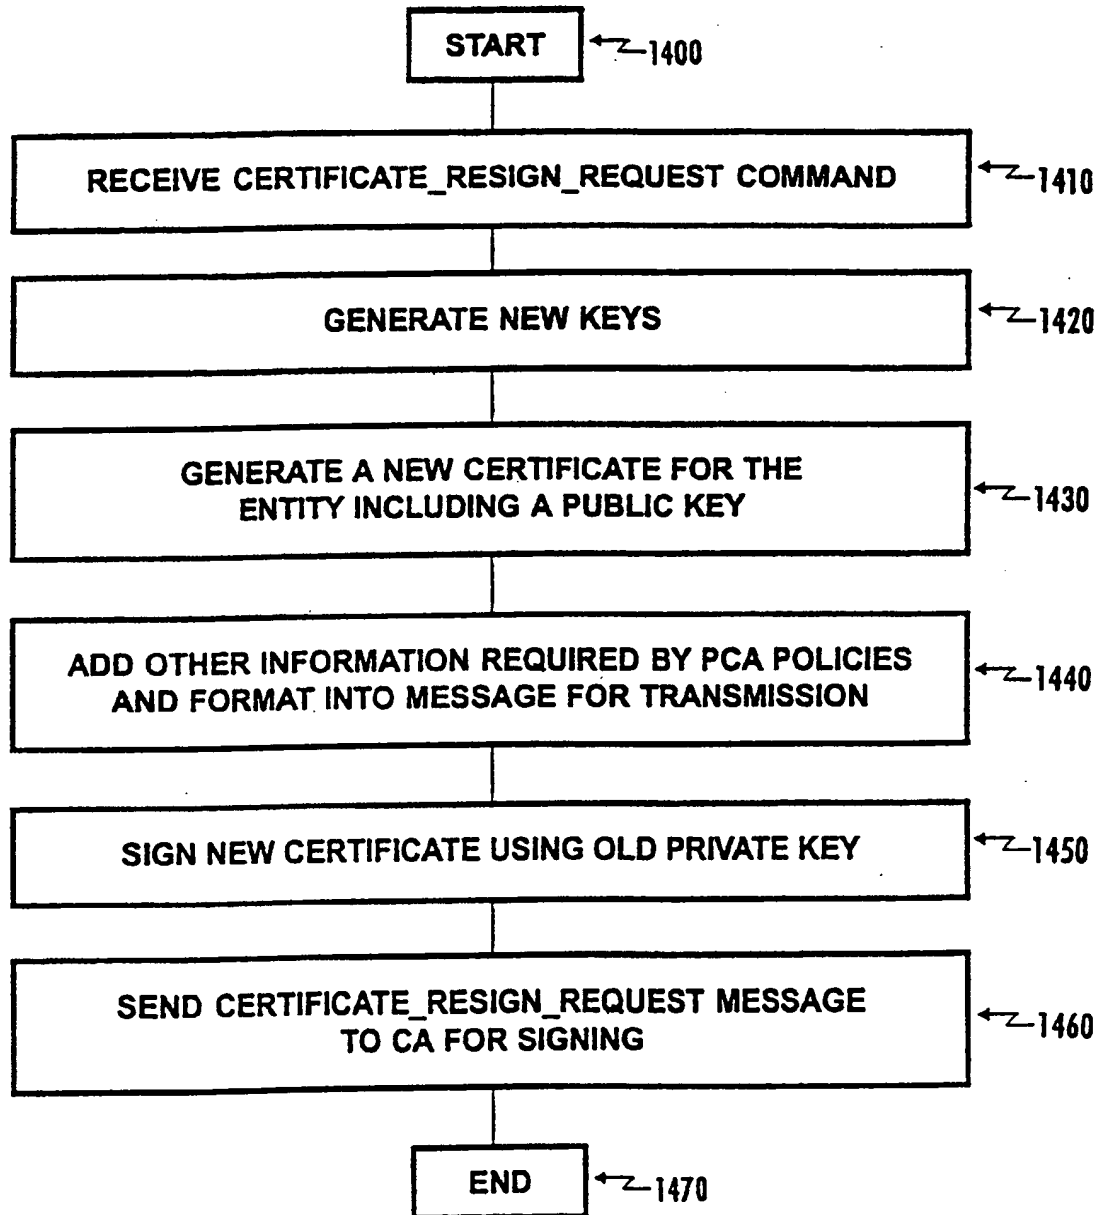 START
1400
RECEIVE CERTIFICATE_RESIGN_REQUEST COMMAND
1410
GENERATE NEW KEYS
1420
GENERATE A NEW CERTIFICATE FOR THE
ENTITY INCLUDING A PUBLIC KEY
1430
ADD OTHER INFORMATION REQUIRED BY PCA POLICIES
AND FORMAT INTO MESSAGE FOR TRANSMISSION
1440
SIGN NEW CERTIFICATE USING OLD PRIVATE KEY
1450
SEND CERTIFICATE_RESIGN_REQUEST MESSAGE
TO CA FOR SIGNING
1460
END
1470